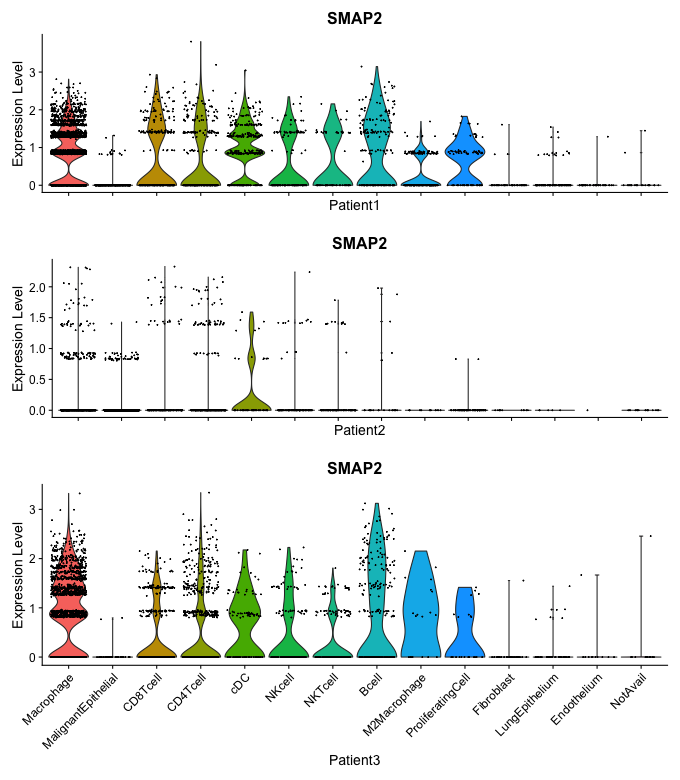 SMAP2
Expression Level
3
2
1
0
Patient1
SMAP2
Expression Level
2.0
1.5
1.0
0.5
0.0
Patient2
SMAP2
Expression Level
3
2
1
0
Macrophage
MalignantEpithelial
CD8Tcell
CD4Tcell
cDC
NKcell
NKTcell
Bcell
M2Macrophage
ProliferatingCell
Fibroblast
LungEpithelium
Endothelium
NotAvail
Patient3